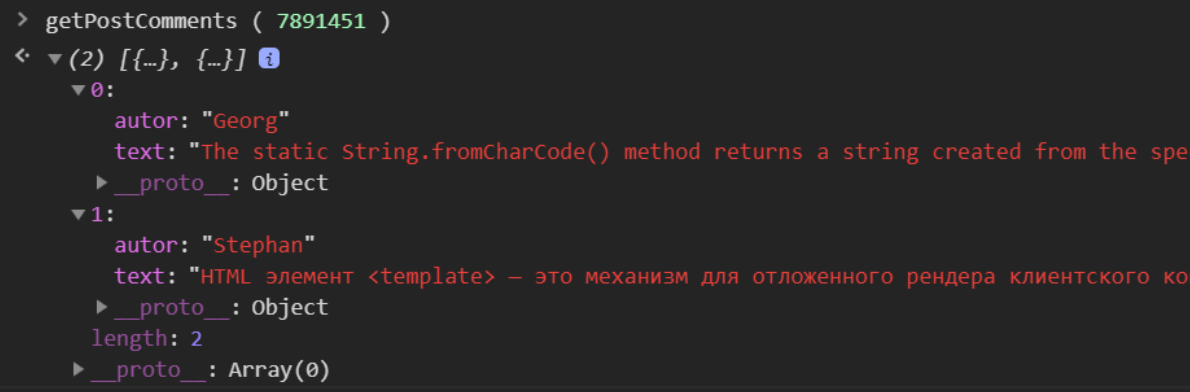 > getPostComments ( 7891451 )
(2) [{…}, {…}] i
0:
autor: "Georg"
text: "The static String.fromCharCode() method returns a string created from the spe
__proto__: Object
1:
autor: "Stephan"
text: "HTML элемент <template> — это механизм для отложенного рендера клиентского ко
__proto__: Object
length: 2
__proto__: Array(0)